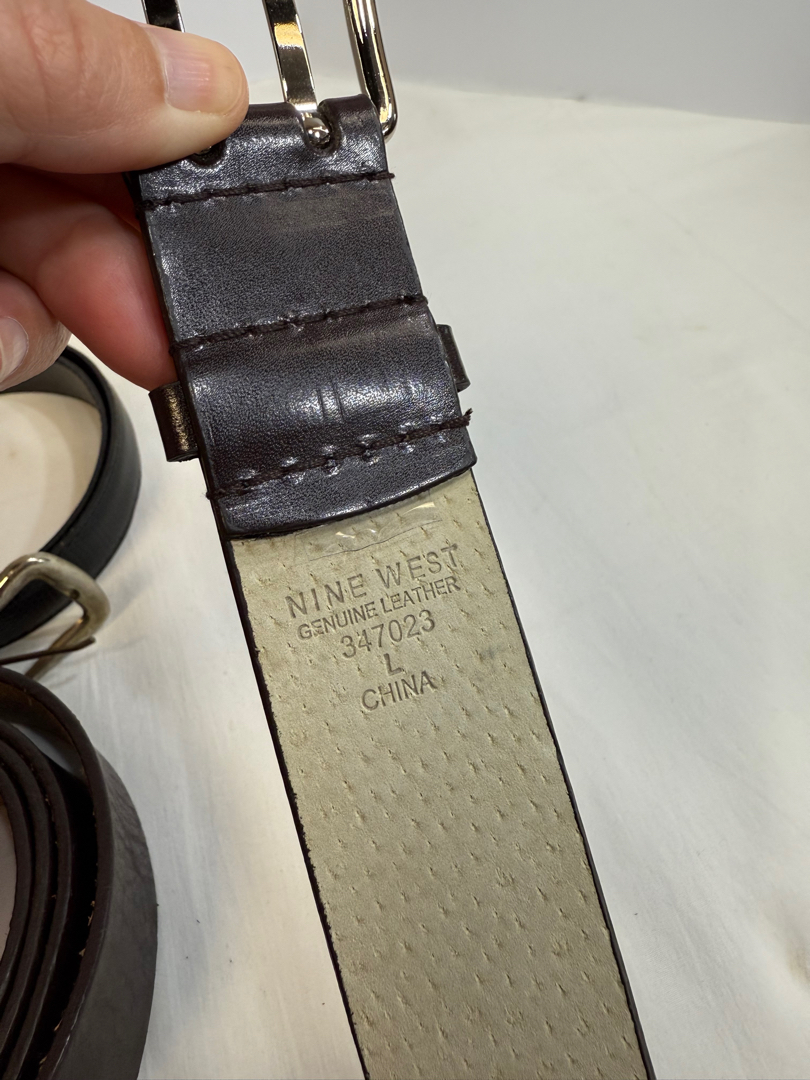 NINE WEST
GENUINE LEATHER
347023
L
CHINA